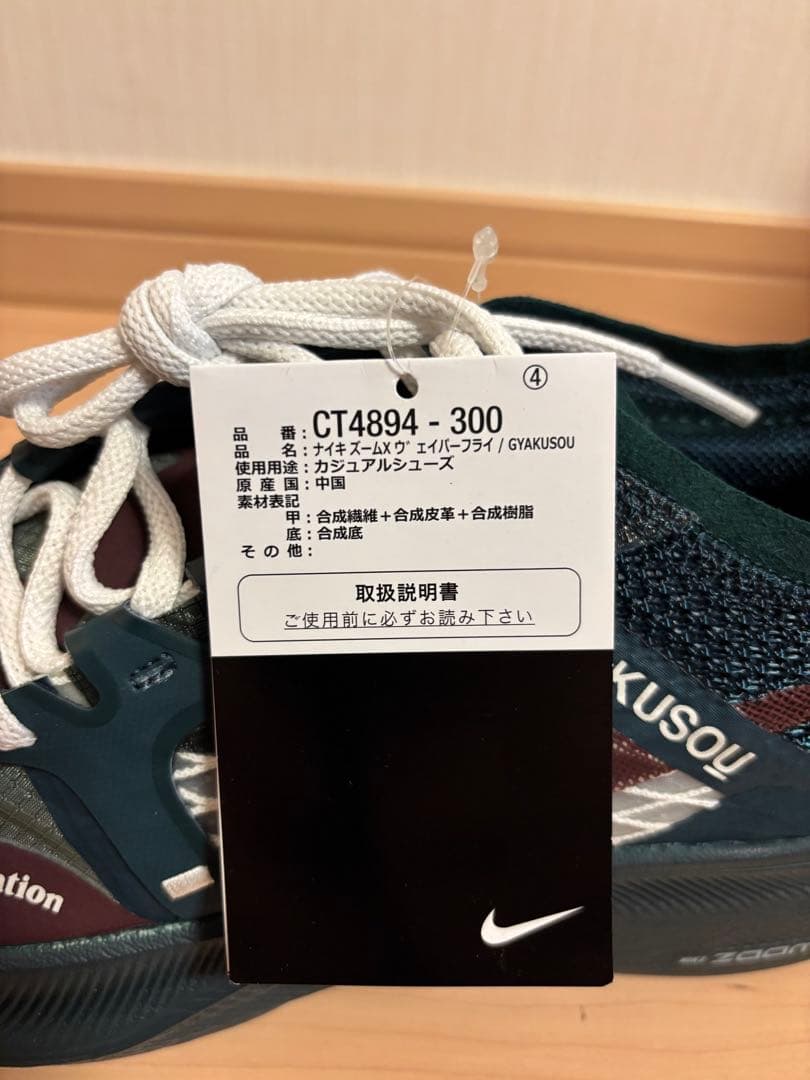 ④
品 番：CT4894 - 300
品 名：ナイキ ズームX ヴェイパーフライ / GYAKUSOU
使用用途：カジュアルシューズ
原 産 国：中国
素材表記
甲：合成繊維＋合成皮革＋合成樹脂
底：合成底
そ の 他：
取扱説明書
ご使用前に必ずお読み下さい
KUSOU
ation
zoom